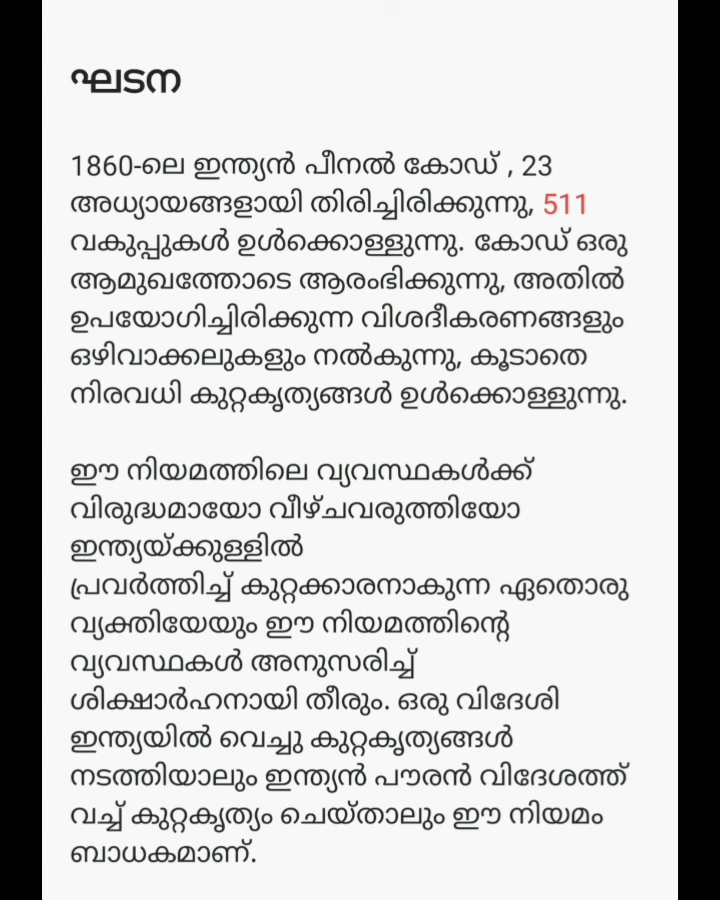 ഘടന
1860-ലെ ഇന്ത്യൻ പീനൽ കോഡ് , 23
അധ്യായങ്ങളായി തിരിച്ചിരിക്കുന്നു, 511
വകുപ്പുകൾ ഉൾക്കൊള്ളുന്നു. കോഡ് ഒരു
ആമുഖത്തോടെ ആരംഭിക്കുന്നു, അതിൽ
ഉപയോഗിച്ചിരിക്കുന്ന വിശദീകരണങ്ങളും
ഒഴിവാക്കലുകളും നൽകുന്നു, കൂടാതെ
നിരവധി കുറ്റകൃത്യങ്ങൾ ഉൾക്കൊള്ളുന്നു.
ഈ നിയമത്തിലെ വ്യവസ്ഥകൾക്ക്
വിരുദ്ധമായോ വീഴ്ചവരുത്തിയോ
ഇന്ത്യയ്ക്കുള്ളിൽ
പ്രവർത്തിച്ച് കുറ്റക്കാരനാകുന്ന ഏതൊരു
വ്യക്തിയേയും ഈ നിയമത്തിന്റെ
വ്യവസ്ഥകൾ അനുസരിച്ച്
ശിക്ഷാർഹനായി തീരും. ഒരു വിദേശി
ഇന്ത്യയിൽ വെച്ചു കുറ്റകൃത്യങ്ങൾ
നടത്തിയാലും ഇന്ത്യൻ പൗരൻ വിദേശത്ത്
വച്ച് കുറ്റകൃത്യം ചെയ്താലും ഈ നിയമം
ബാധകമാണ്.